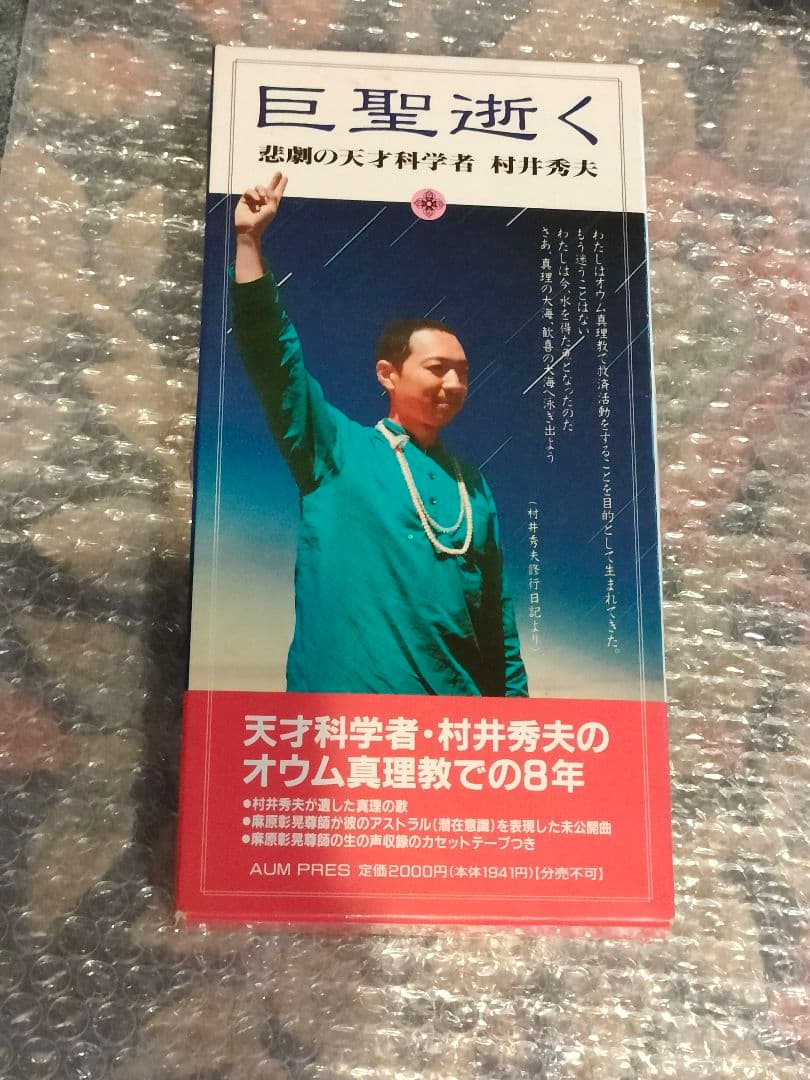 巨聖逝く
悲劇の天才科学者 村井秀夫
わたしはオウム真理教で救済活動をすることを目的として生まれてきた。
もう迷うことはない
わたしは今、水を得た魚となったのだ
さあ、真理の大海、歓喜の大海へ泳ぎ出よう
(村井秀夫修行日記より)
天才科学者・村井秀夫の
オウム真理教での8年
●村井秀夫が遺した真理の歌
●麻原彰晃尊師が彼のアストラル(潜在意識)を表現した未公開曲
●麻原彰晃尊師の生の声収録のカセットテープつき
AUM PRES 定価2000円(本体1941円)【分売不可】